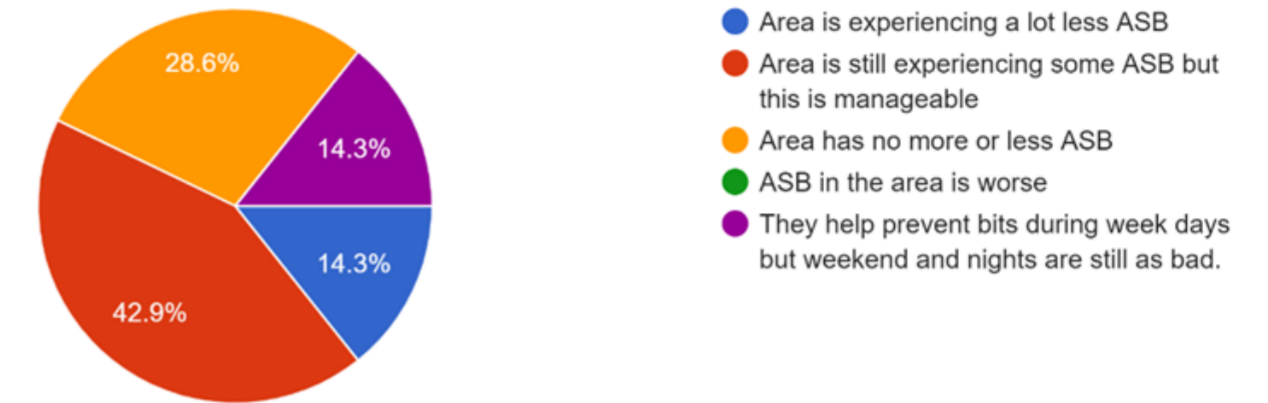 28.6%
14.3%
14.3%
42.9%
Area is experiencing a lot less ASB
Area is still experiencing some ASB but
this is manageable
Area has no more or less ASB
ASB in the area is worse
They help prevent bits during week days
but weekend and nights are still as bad.